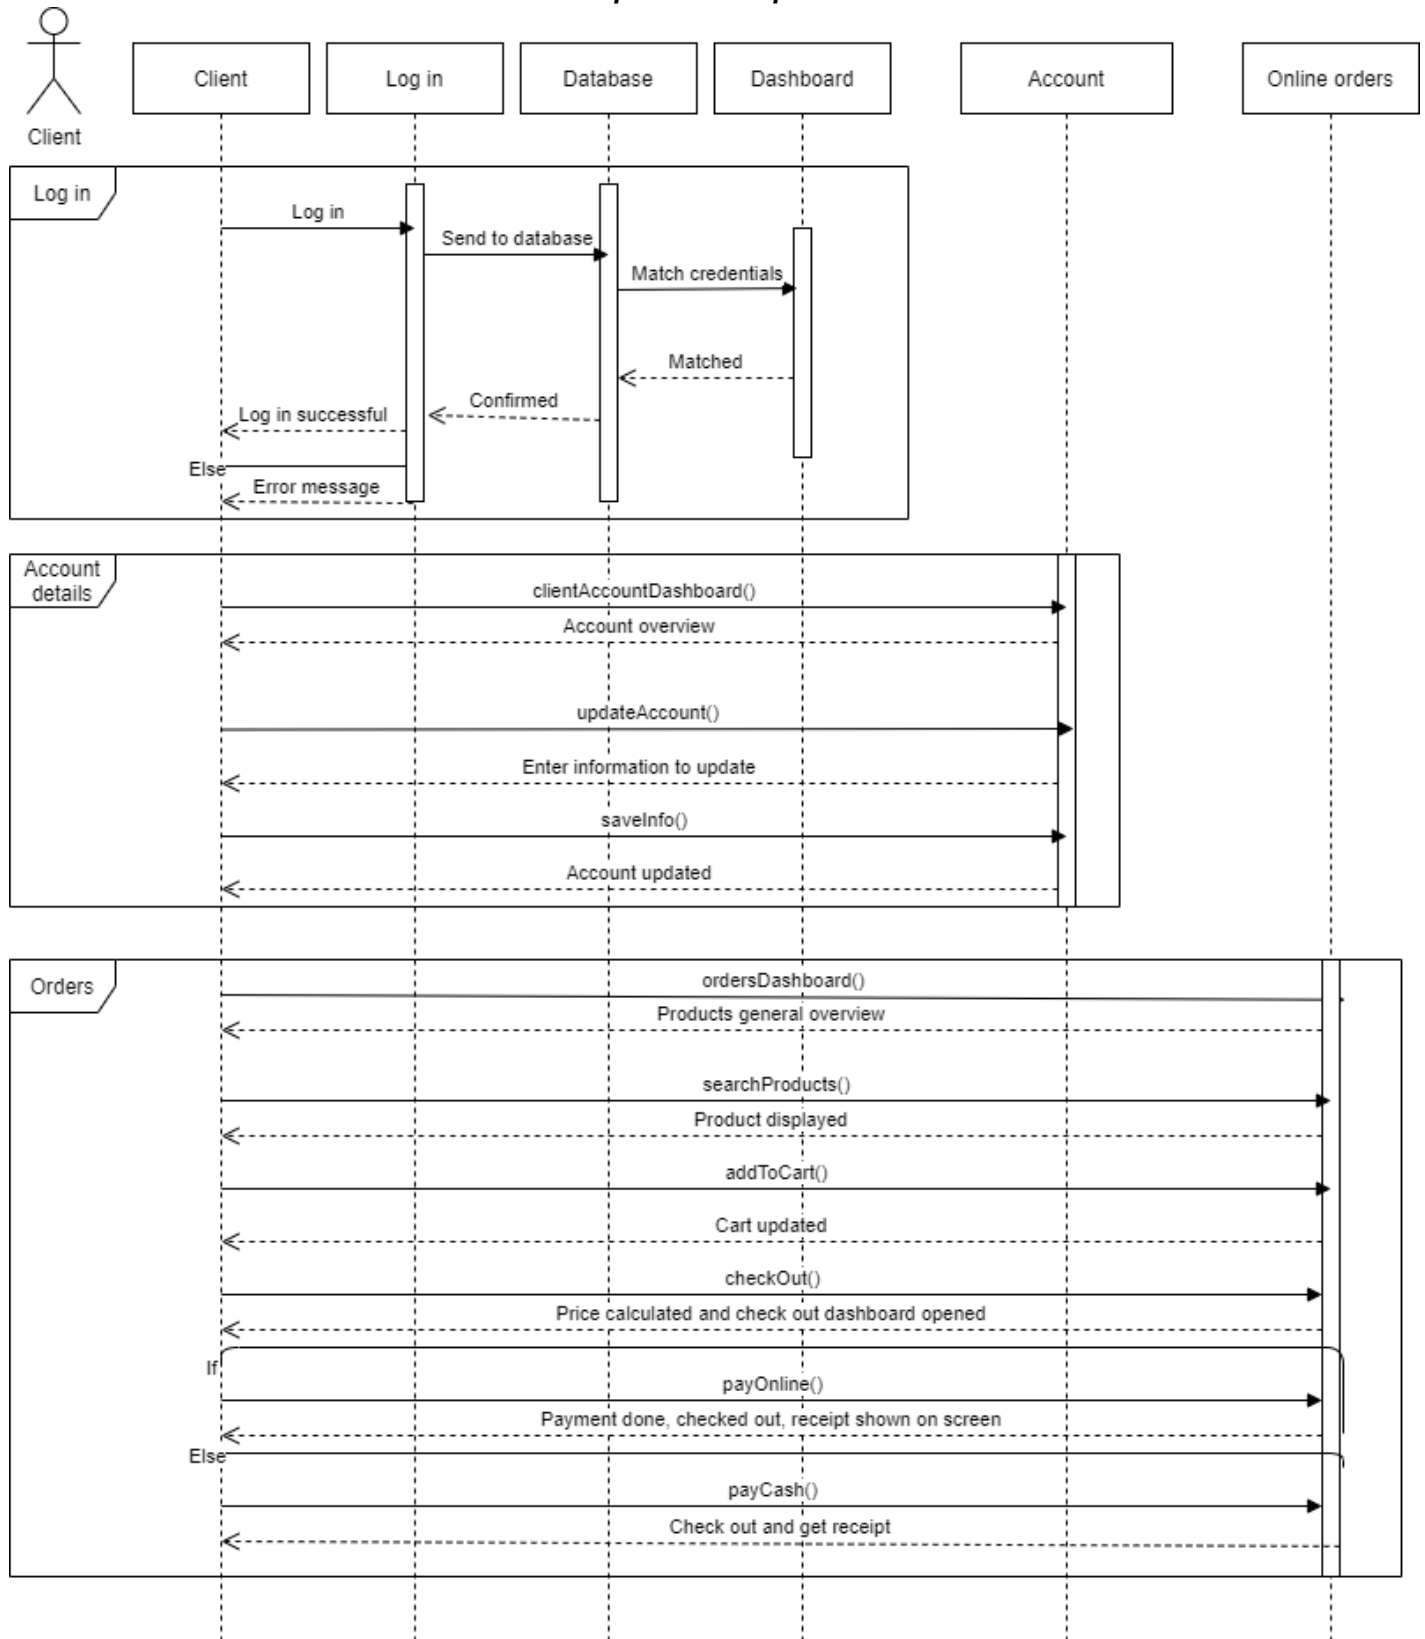 Client
Log in
Database
Dashboard
Account
Online orders
Client
Log in
Log in
Send to database
Match credentials
Matched
Confirmed
Log in successful
Else
Error message
Account
details
clientAccountDashboard()
Account overview
updateAccount()
Enter information to update
saveInfo()
Account updated
Orders
ordersDashboard()
Products general overview
searchProducts()
Product displayed
addToCart()
Cart updated
checkOut()
Price calculated and check out dashboard opened
If
payOnline()
Payment done, checked out, receipt shown on screen
Else
payCash()
Check out and get receipt